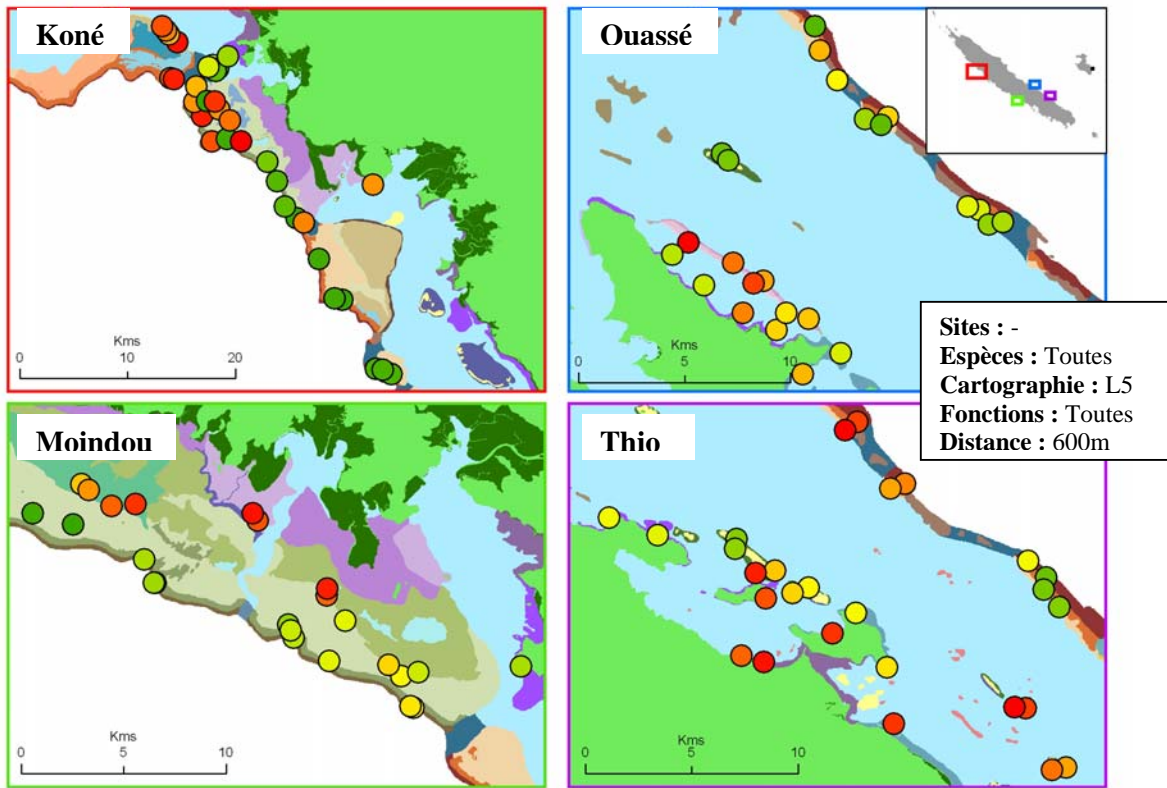 Koné
Kms
0 10 20
Ouassé
Kms
0 5 10
Sites : -
Espèces : Toutes
Cartographie : L5
Fonctions : Toutes
Distance : 600m
Moindou
Kms
0 5 10
Thio
Kms
0 5 10